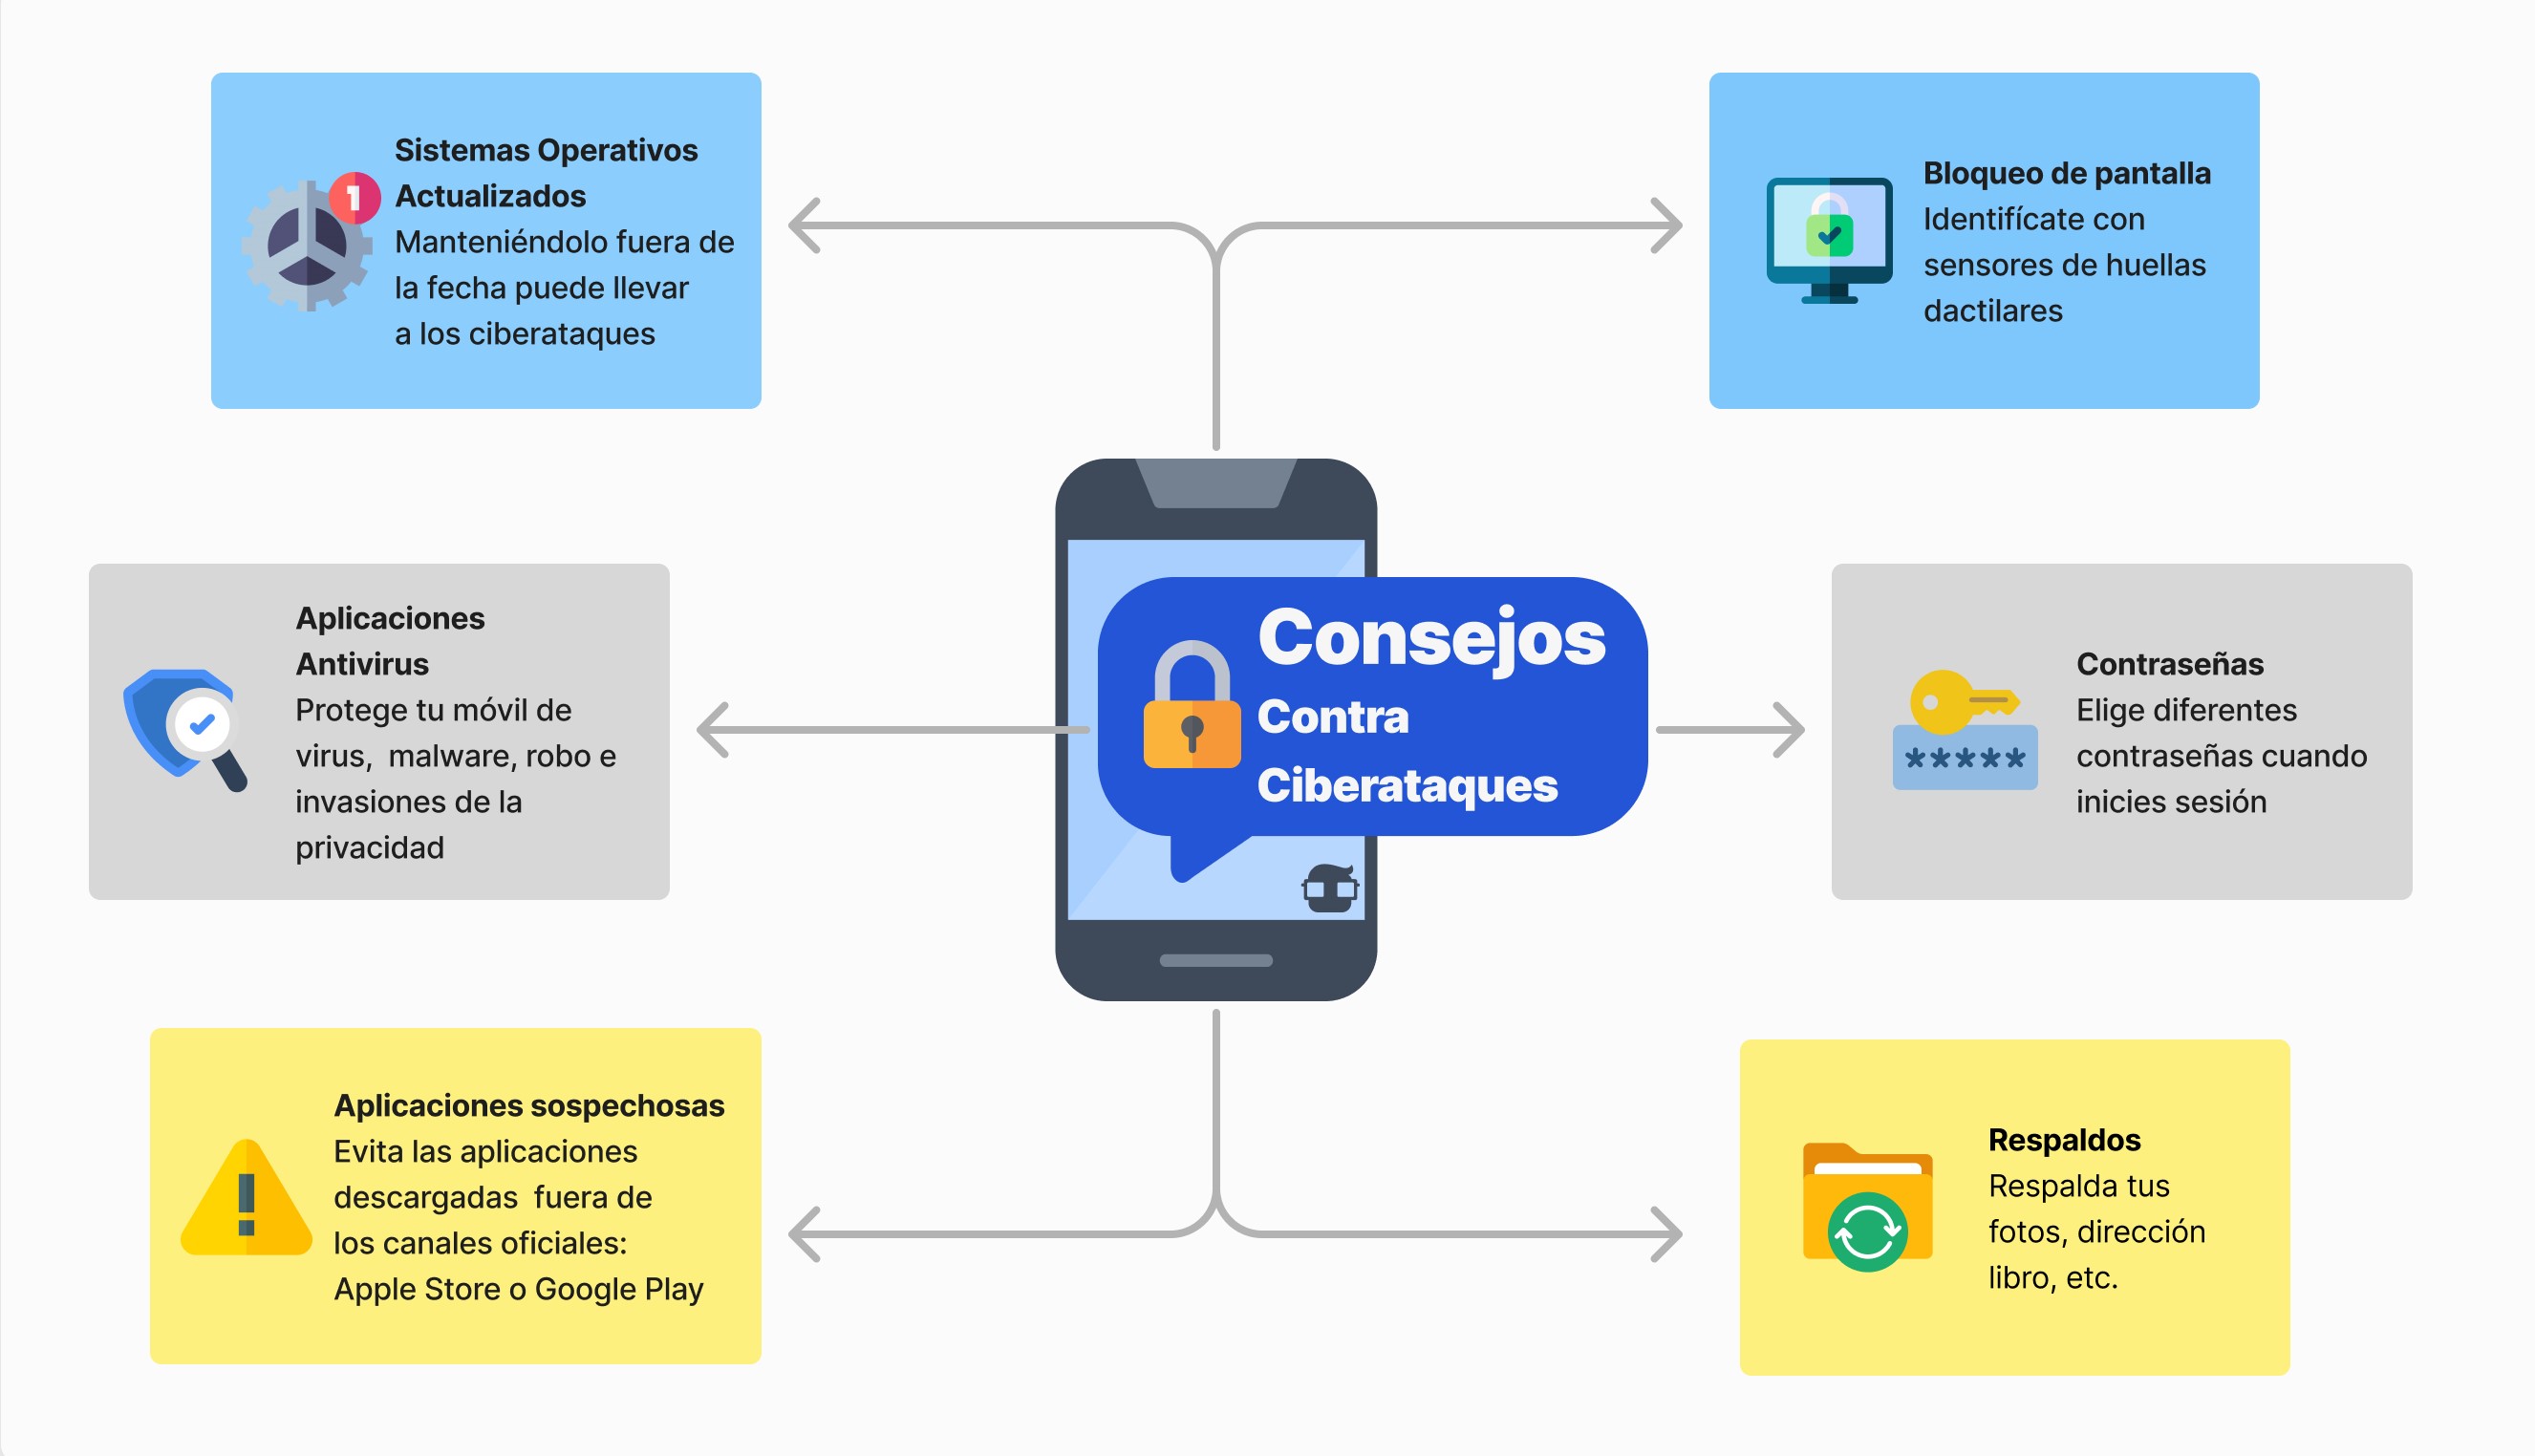 Sistemas Operativos
Actualizados
Manteniéndolo fuera de
la fecha puede llevar
a los ciberataques
1
Bloqueo de pantalla
Identifícate con
sensores de huellas
dactilares
Aplicaciones
Antivirus
Protege tu móvil de
virus,  malware, robo e
invasiones de la
privacidad
Consejos
Contra
Ciberataques
Contraseñas
Elige diferentes
contraseñas cuando
inicies sesión
*****
Aplicaciones sospechosas
Evita las aplicaciones
descargadas  fuera de
los canales oficiales:
Apple Store o Google Play
!
Respaldos
Respalda tus
fotos, dirección
libro, etc.